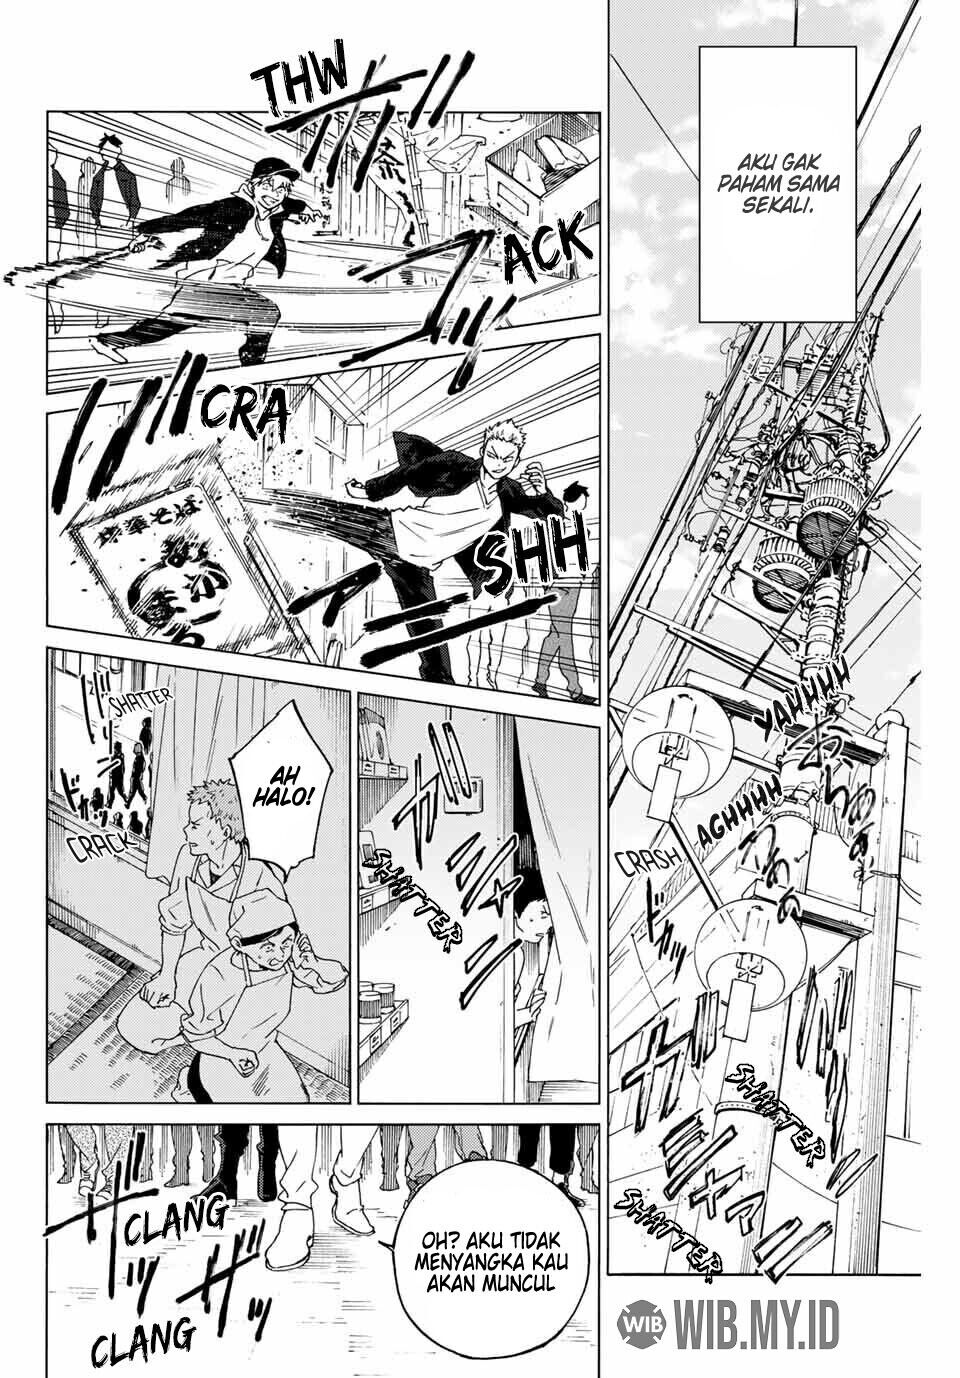 AKU GAK
PAHAM SAMA
SEKALI.
YAHHHH
AGHHHH
CRASH
SHATTER
SHATTER
THW
ACK
CRA
SHH
SHATTER
AH
HALO!
SHATTER
CRACK
CLANG
CLANG
OH? AKU TIDAK
MENYANGKA KAU
AKAN MUNCUL
WIB
WIB.MY.ID